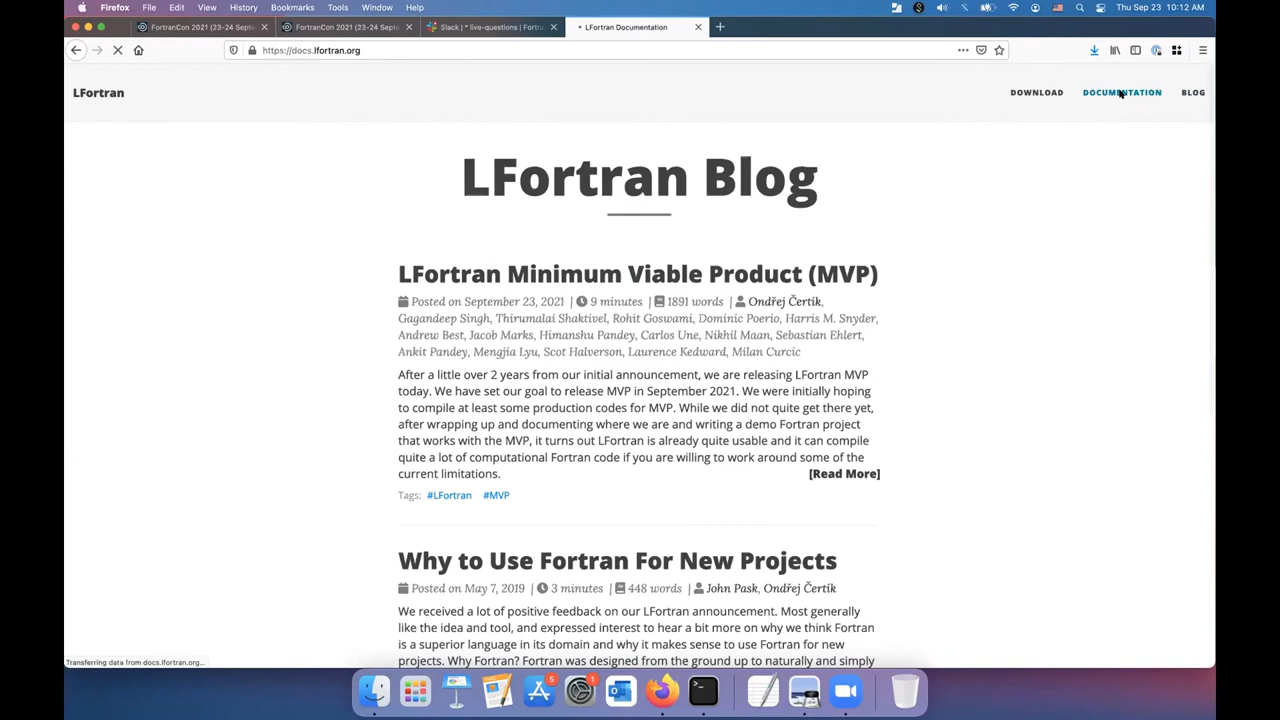 Firefox File Edit View History Bookmarks Tools Window Help Thu Sep 23 10:12 AM
FortranCon 2021 (23-24 Septe FortranCon 2021 (23-24 Septe Slack | * live-questions | Fortra LFortran Documentation
https://docs.lfortran.org
LFortran DOWNLOAD DOCUMENTATION BLOG
LFortran Blog
LFortran Minimum Viable Product (MVP)
Posted on September 23, 2021 | 9 minutes | 1891 words | Ondřej Čertík,
Gagandeep Singh, Thirumalai Shaktivel, Rohit Goswami, Dominic Poerio, Harris M. Snyder,
Andrew Best, Jacob Marks, Himanshu Pandey, Carlos Une, Nikhil Maan, Sebastian Ehlert,
Ankit Pandey, Mengjia Lyu, Scot Halverson, Laurence Kedward, Milan Curcic
After a little over 2 years from our initial announcement, we are releasing LFortran MVP
today. We have set our goal to release MVP in September 2021. We were initially hoping
to compile at least some production codes for MVP. While we did not quite get there yet,
after wrapping up and documenting where we are and writing a demo Fortran project
that works with the MVP, it turns out LFortran is already quite usable and it can compile
quite a lot of computational Fortran code if you are willing to work around some of the
current limitations. [Read More]
Tags: #LFortran #MVP
Why to Use Fortran For New Projects
Posted on May 7, 2019 | 3 minutes | 448 words | John Pask, Ondřej Čertík
We received a lot of positive feedback on our LFortran announcement. Most generally
like the idea and tool, and expressed interest to hear a bit more on why we think Fortran
is a superior language in its domain and why it makes sense to use Fortran for new
projects. Why Fortran? Fortran was designed from the ground up to naturally and simply
Transferring data from docs.lfortran.org...
5
1